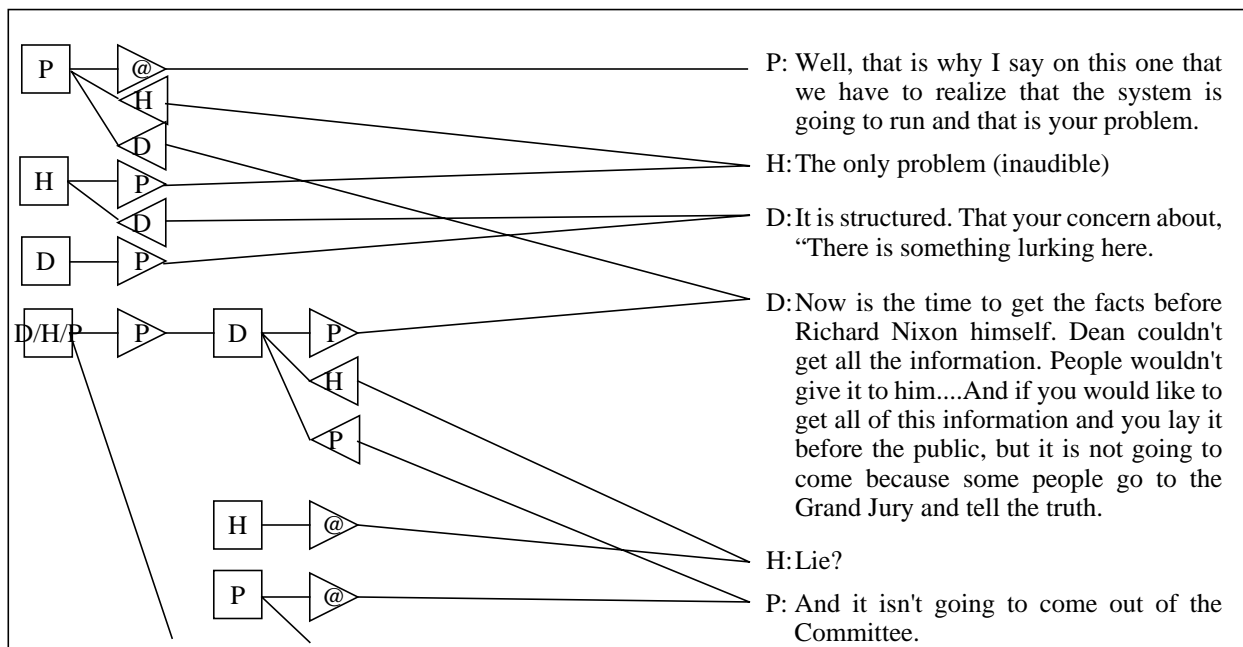 P
@
P: Well, that is why I say on this one that
we have to realize that the system is
going to run and that is your problem.
H
D
H
P
H: The only problem (inaudible)
D
D: It is structured. That your concern about,
“There is something lurking here.
D
P
D/H/P
P
D
P
D: Now is the time to get the facts before
Richard Nixon himself. Dean couldn't
get all the information. People wouldn't
give it to him....And if you would like to
get all of this information and you lay it
before the public, but it is not going to
come because some people go to the
Grand Jury and tell the truth.
H
P
H
@
H: Lie?
P
@
P: And it isn't going to come out of the
Committee.